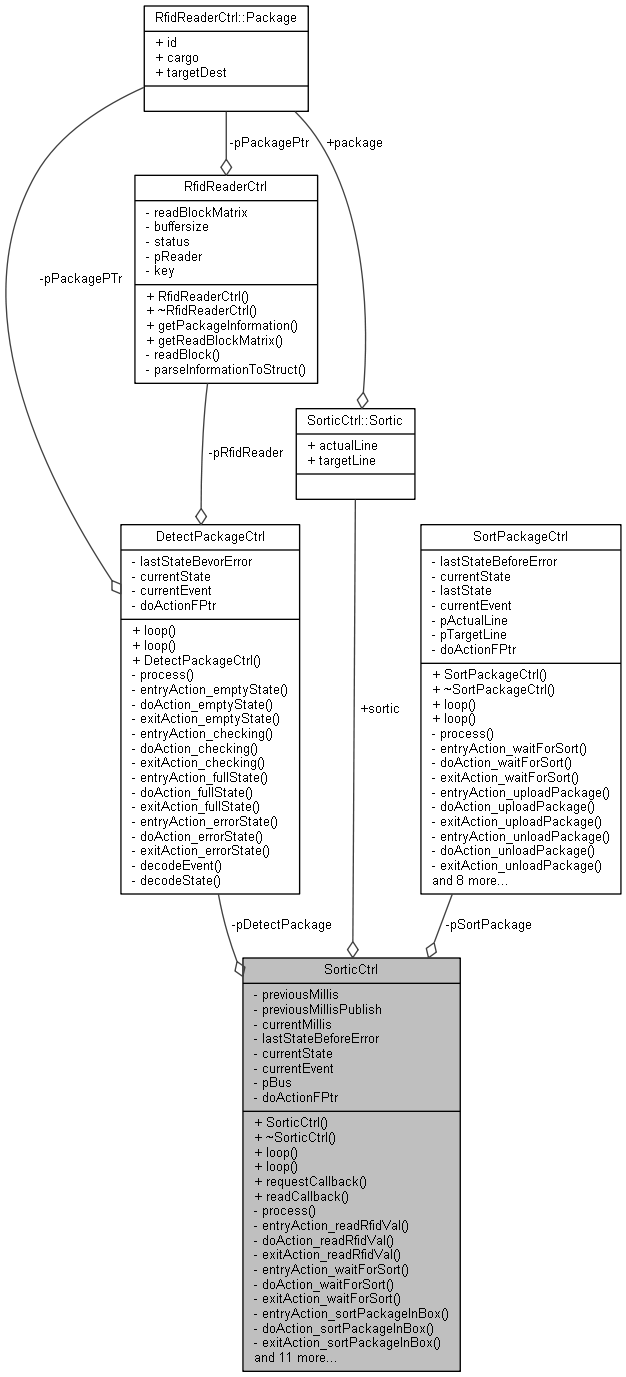 RfidReaderCtrl::Package
+ id
+ cargo
+ targetDest
-pPackagePtr
+package
RfidReaderCtrl
- readBlockMatrix
- buffersize
- status
- pReader
- key
+ RfidReaderCtrl()
+ ~RfidReaderCtrl()
+ getPackageInformation()
+ getReadBlockMatrix()
- readBlock()
- parseInformationToStruct()
-pPackagePTr
-pRfidReader
SorticCtrl::Sortic
+ actualLine
+ targetLine
DetectPackageCtrl
- lastStateBevorError
- currentState
- currentEvent
- doActionFPtr
+ loop()
+ loop()
+ DetectPackageCtrl()
- process()
- entryAction_emptyState()
- doAction_emptyState()
- exitAction_emptyState()
- entryAction_checking()
- doAction_checking()
- exitAction_checking()
- entryAction_fullState()
- doAction_fullState()
- exitAction_fullState()
- entryAction_errorState()
- doAction_errorState()
- exitAction_errorState()
- decodeEvent()
- decodeState()
+sortic
SortPackageCtrl
- lastStateBeforeError
- currentState
- lastState
- currentEvent
- pActualLine
- pTargetLine
- doActionFPtr
+ SortPackageCtrl()
+ ~SortPackageCtrl()
+ loop()
+ loop()
- process()
- entryAction_waitForSort()
- doAction_waitForSort()
- exitAction_waitForSort()
- entryAction_uploadPackage()
- doAction_uploadPackage()
- exitAction_uploadPackage()
- entryAction_unloadPackage()
- doAction_unloadPackage()
- exitAction_unloadPackage()
and 8 more...
-pDetectPackage
-pSortPackage
SorticCtrl
- previousMillis
- previousMillisPublish
- currentMillis
- lastStateBeforeError
- currentState
- currentEvent
- pBus
- doActionFPtr
+ SorticCtrl()
+ ~SorticCtrl()
+ loop()
+ loop()
+ requestCallback()
+ readCallback()
- process()
- entryAction_readRfidVal()
- doAction_readRfidVal()
- exitAction_readRfidVal()
- entryAction_waitForSort()
- doAction_waitForSort()
- exitAction_waitForSort()
- entryAction_sortPackageInBox()
- doAction_sortPackageInBox()
- exitAction_sortPackageInBox()
and 11 more...